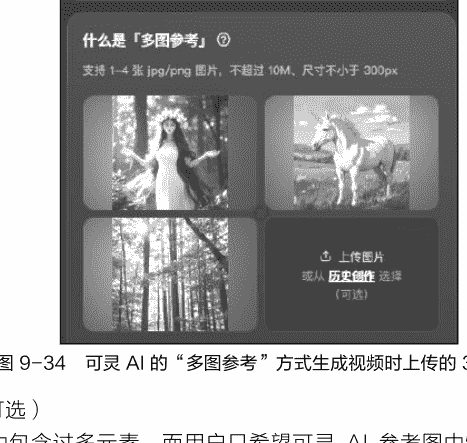 什么是「多图参考」 ?
支持 1-4 张 jpg/png 图片，不超过 10M、尺寸不小于 300px
上传图片
或从 历史创作 选择
（可选）
图 9-34 可灵 AI 的“多图参考”方式生成视频时上传的 3
可选）
包含过多元素，而用户只希望可灵 AI 参考图中